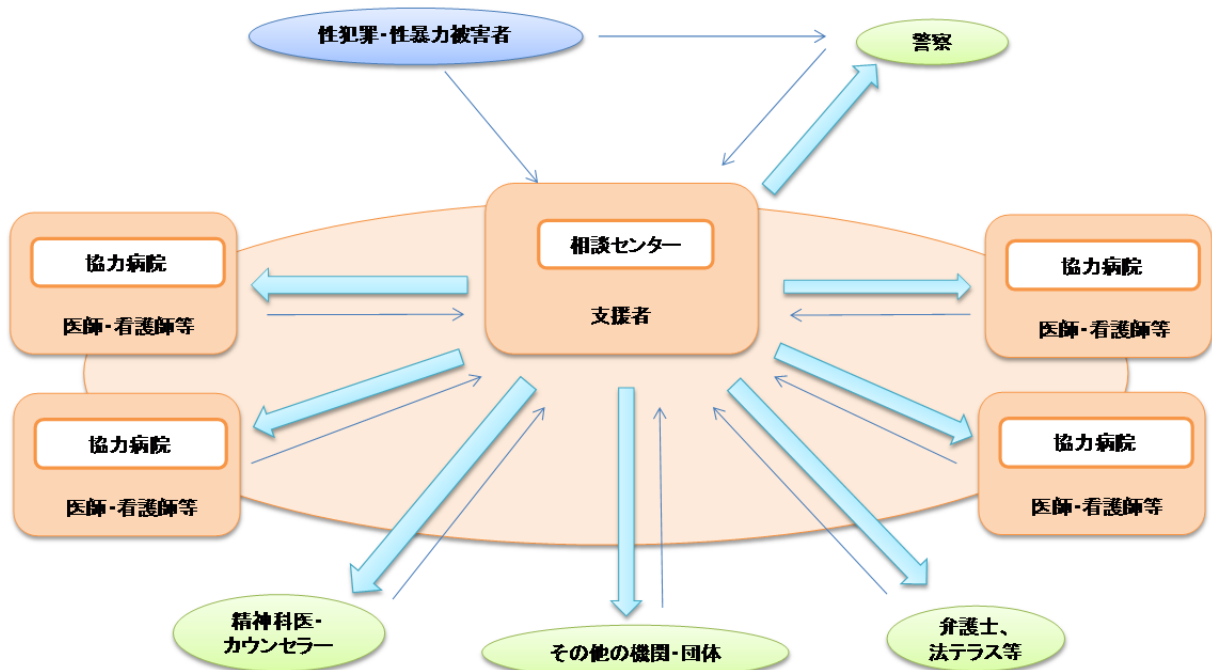 性犯罪・性暴力被害者
警察
相談センター
支援者
協力病院
医師・看護師等
協力病院
医師・看護師等
協力病院
医師・看護師等
協力病院
医師・看護師等
精神科医・
カウンセラー
その他の機関・団体
弁護士、
法テラス等